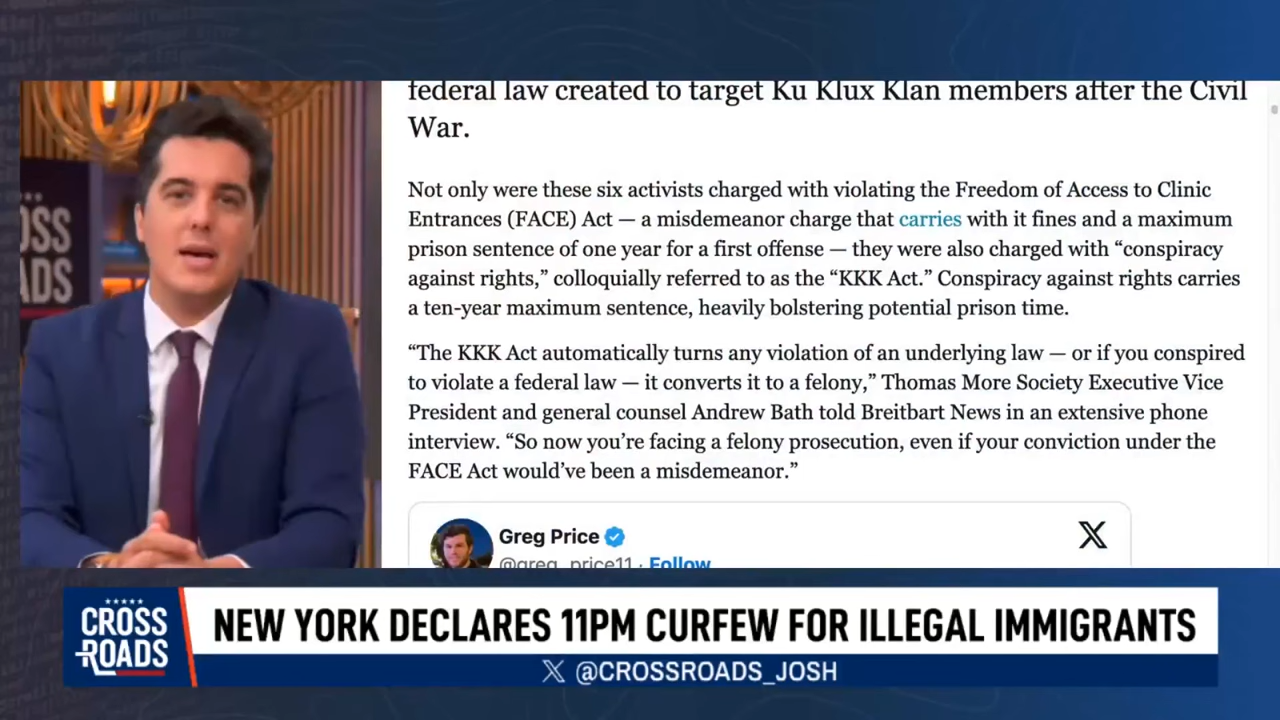 federal law created to target Ku Klux Klan members after the Civil
War.
Not only were these six activists charged with violating the Freedom of Access to Clinic
Entrances (FACE) Act — a misdemeanor charge that carries with it fines and a maximum
prison sentence of one year for a first offense — they were also charged with “conspiracy
against rights,” colloquially referred to as the “KKK Act.” Conspiracy against rights carries
a ten-year maximum sentence, heavily bolstering potential prison time.
“The KKK Act automatically turns any violation of an underlying law — or if you conspired
to violate a federal law — it converts it to a felony,” Thomas More Society Executive Vice
President and general counsel Andrew Bath told Breitbart News in an extensive phone
interview. “So now you’re facing a felony prosecution, even if your conviction under the
FACE Act would’ve been a misdemeanor.”
Greg Price
@greg_price11 · Follow
OSS
ADS
CROSS
ROADS
NEW YORK DECLARES 11PM CURFEW FOR ILLEGAL IMMIGRANTS
@CROSSROADS_JOSH